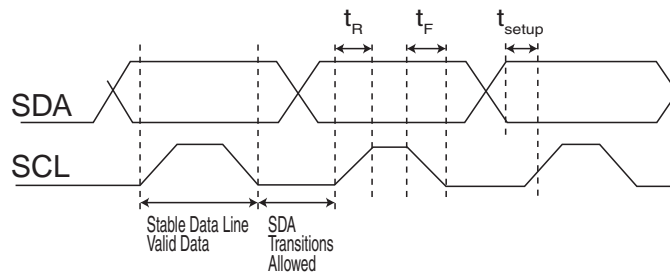 t_R t_F t_setup
SDA
SCL
Stable Data Line
Valid Data
SDA
Transitions
Allowed